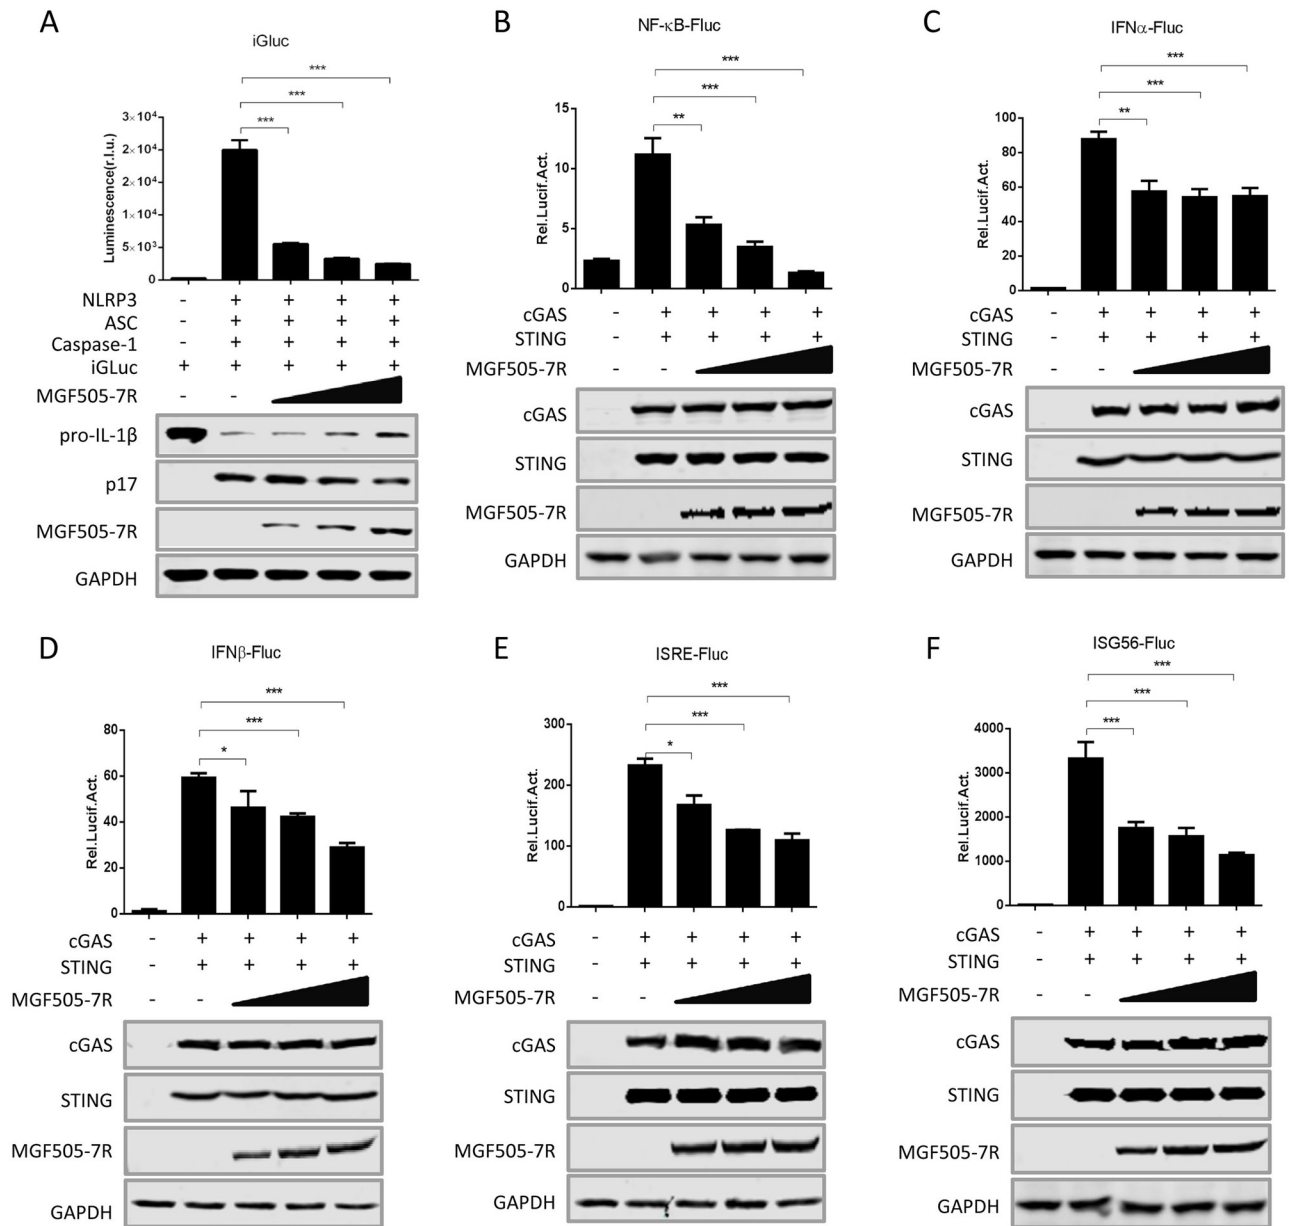 A
iGluc
***
***
***
Luminescence(r.l.u.)
3×10⁴
2×10⁴
2×10⁴
1×10⁴
5×10³
0
NLRP3 - + + + +
ASC - + + + +
Caspase-1 - + + + +
iGLuc + + + + +
MGF505-7R - -
pro-IL-1β
p17
MGF505-7R
GAPDH
B
NF-κB-Fluc
***
***
**
Rel.Lucif.Act.
15
10
5
0
cGAS - + + + +
STING - + + + +
MGF505-7R - -
cGAS
STING
MGF505-7R
GAPDH
C
IFNα-Fluc
***
***
**
Rel.Lucif.Act.
100
80
60
40
20
0
cGAS - + + + +
STING - + + + +
MGF505-7R - -
cGAS
STING
MGF505-7R
GAPDH
D
IFNβ-Fluc
***
***
*
Rel.Lucif.Act.
80
60
40
20
0
cGAS - + + + +
STING - + + + +
MGF505-7R - -
cGAS
STING
MGF505-7R
GAPDH
E
ISRE-Fluc
***
***
*
Rel.Lucif.Act.
300
200
100
0
cGAS - + + + +
STING - + + + +
MGF505-7R - -
cGAS
STING
MGF505-7R
GAPDH
F
ISG56-Fluc
***
***
***
Rel.Lucif.Act.
4000
3000
2000
1000
0
cGAS - + + + +
STING - + + + +
MGF505-7R - -
cGAS
STING
MGF505-7R
GAPDH